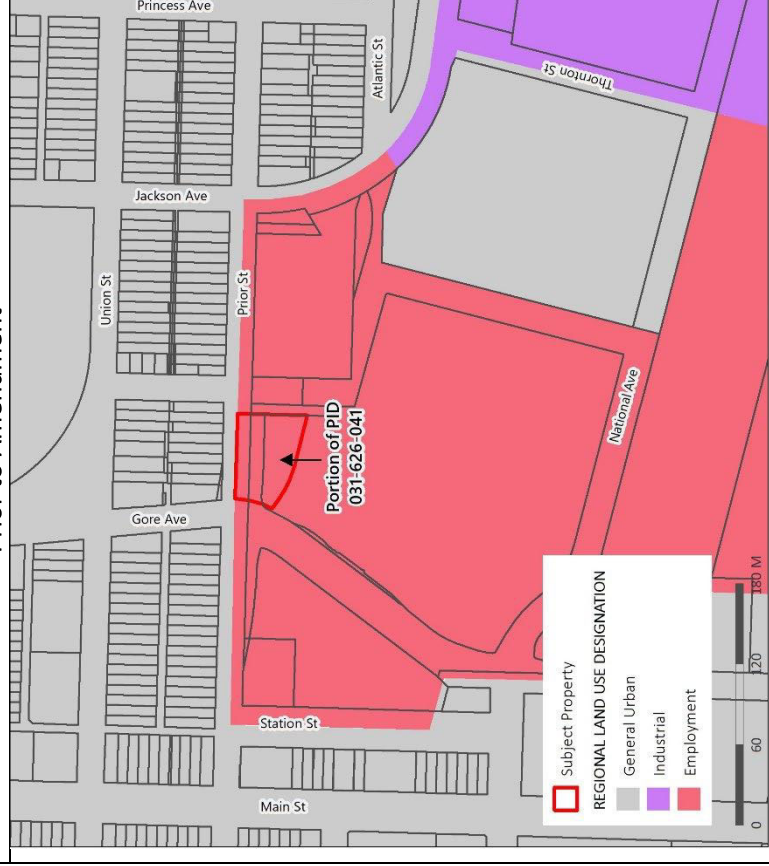 Princess Ave
Atlantic St
Thornton St
Jackson Ave
Union St
Prior St
Portion of PID
031-626-041
National Ave
Gore Ave
Station St
Main St
Subject Property
REGIONAL LAND USE DESIGNATION
General Urban
Industrial
Employment
0 60 120 180 M